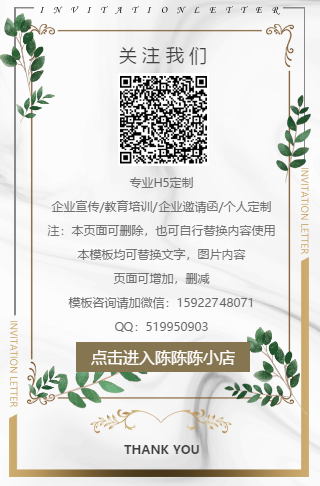 INVITATIONLETTER
关注我们
专业H5定制
企业宣传/教育培训/企业邀请函/个人定制
注：本页面可删除，也可自行替换内容使用
本模板均可替换文字，图片内容
页面可增加，删减
模板咨询请加微信：15922748071
QQ：519950903
点击进入陈陈陈小店
INVITATION LETTER
INVITATION LETTER
THANK YOU